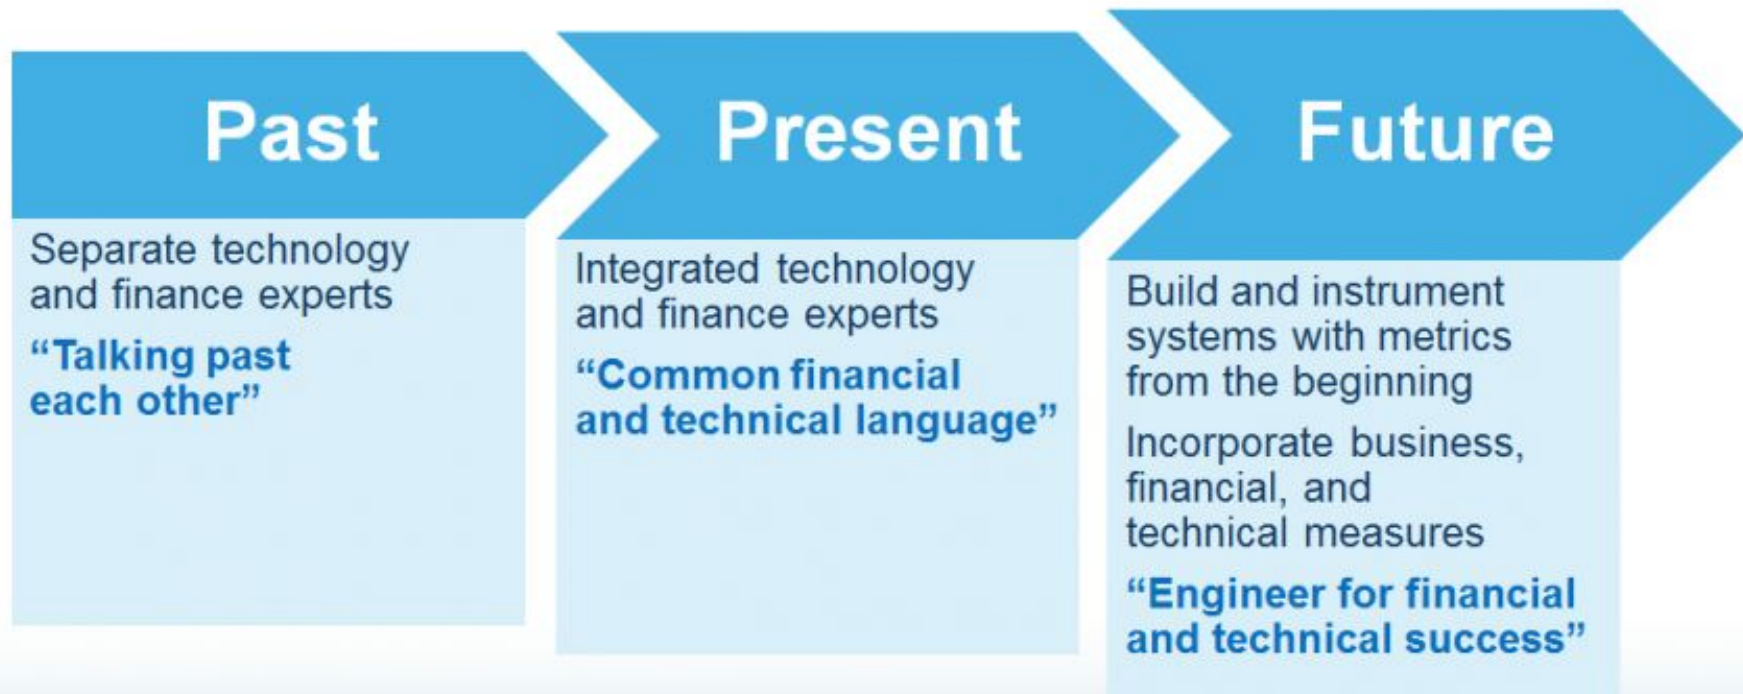 Past
Separate technology
and finance experts
“Talking past
each other”
Present
Integrated technology
and finance experts
“Common financial
and technical language”
Future
Build and instrument
systems with metrics
from the beginning
Incorporate business,
financial, and
technical measures
“Engineer for financial
and technical success”